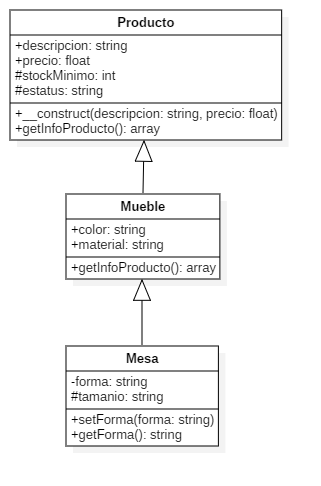 Producto
+descripcion: string
+precio: float
#stockMinimo: int
#estatus: string
+__construct(descripcion: string, precio: float)
+getInfoProducto(): array
Mueble
+color: string
+material: string
+getInfoProducto(): array
Mesa
-forma: string
#tamanio: string
+setForma(forma: string)
+getForma(): string